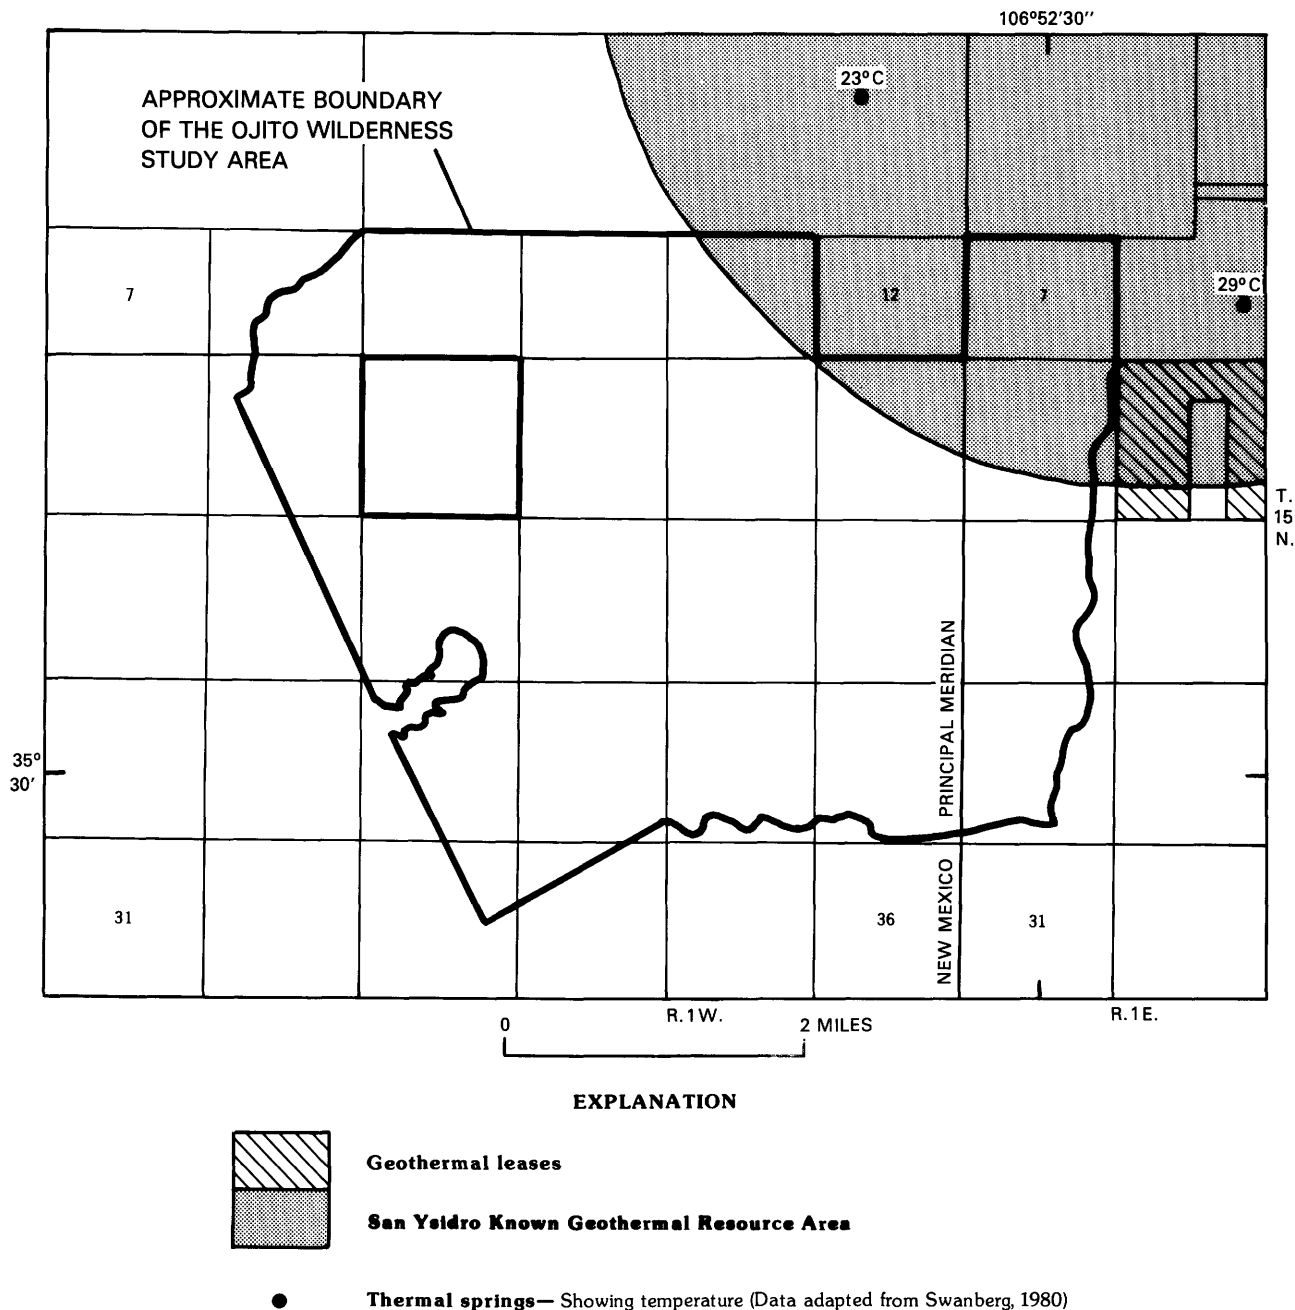 106°52'30''
23°C
APPROXIMATE BOUNDARY
OF THE OJITO WILDERNESS
STUDY AREA
7
12
7
29°C
T.
15
N.
35°
30'
NEW MEXICO PRINCIPAL MERIDIAN
31
36
31
R.1W.
R.1E.
0
2 MILES
EXPLANATION
Geothermal leases
San Ysidro Known Geothermal Resource Area
Thermal springs— Showing temperature (Data adapted from Swanberg, 1980)